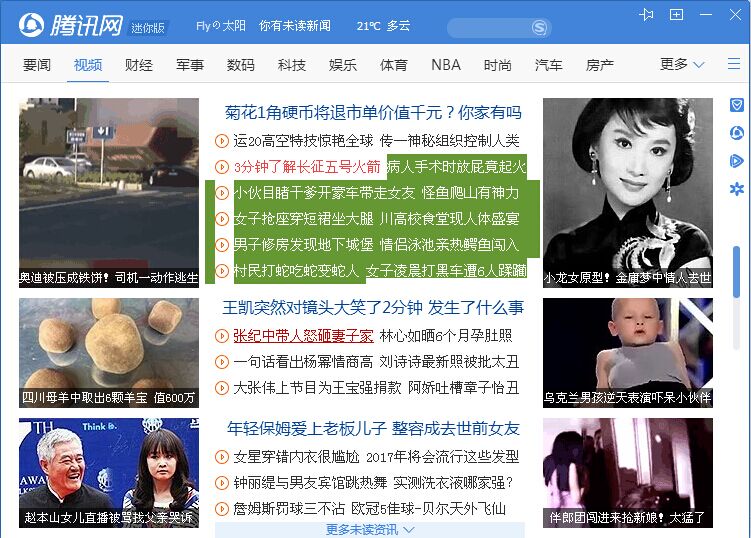 腾讯网 迷你版 Flyの太阳 你有未读新闻 21℃ 多云
要闻 视频 财经 军事 数码 科技 娱乐 体育 NBA 时尚 汽车 房产 更多
奥迪被压成铁饼！司机一动作逃生
菊花1角硬币将退市单价值千元？你家有吗
运20高空特技惊艳全球 传一神秘组织控制人类
3分钟了解长征五号火箭 病人手术时放屁竟起火
小伙目睹干爹开豪车带走女友 怪鱼爬山有神力
女子抢座穿短裙坐大腿 川高校食堂现人体盛宴
男子修房发现地下城堡 情侣泳池亲热鳄鱼闯入
村民打蛇吃蛇变蛇人 女子凌晨打黑车遭6人蹂躏
小龙女原型！金庸梦中情人去世
四川母羊中取出6颗羊宝 值600万
王凯突然对镜头大笑了2分钟 发生了什么事
张纪中带人怒砸妻子家 林心如晒6个月孕肚照
一句话看出杨幂情商高 刘诗诗最新照被批太丑
大张伟上节目为王宝强捐款 阿娇吐槽章子怡丑
乌克兰男孩逆天表演吓呆小伙伴
赵本山女儿直播被骂找父亲哭诉
年轻保姆爱上老板儿子 整容成去世前女友
女星穿错内衣很尴尬 2017年将会流行这些发型
钟丽缇与男友宾馆跳热舞 实测洗衣液哪家强？
詹姆斯罚球三不沾 欧冠5佳球-贝尔天外飞仙
更多未读资讯
伴郎团闯进来抢新娘！太猛了